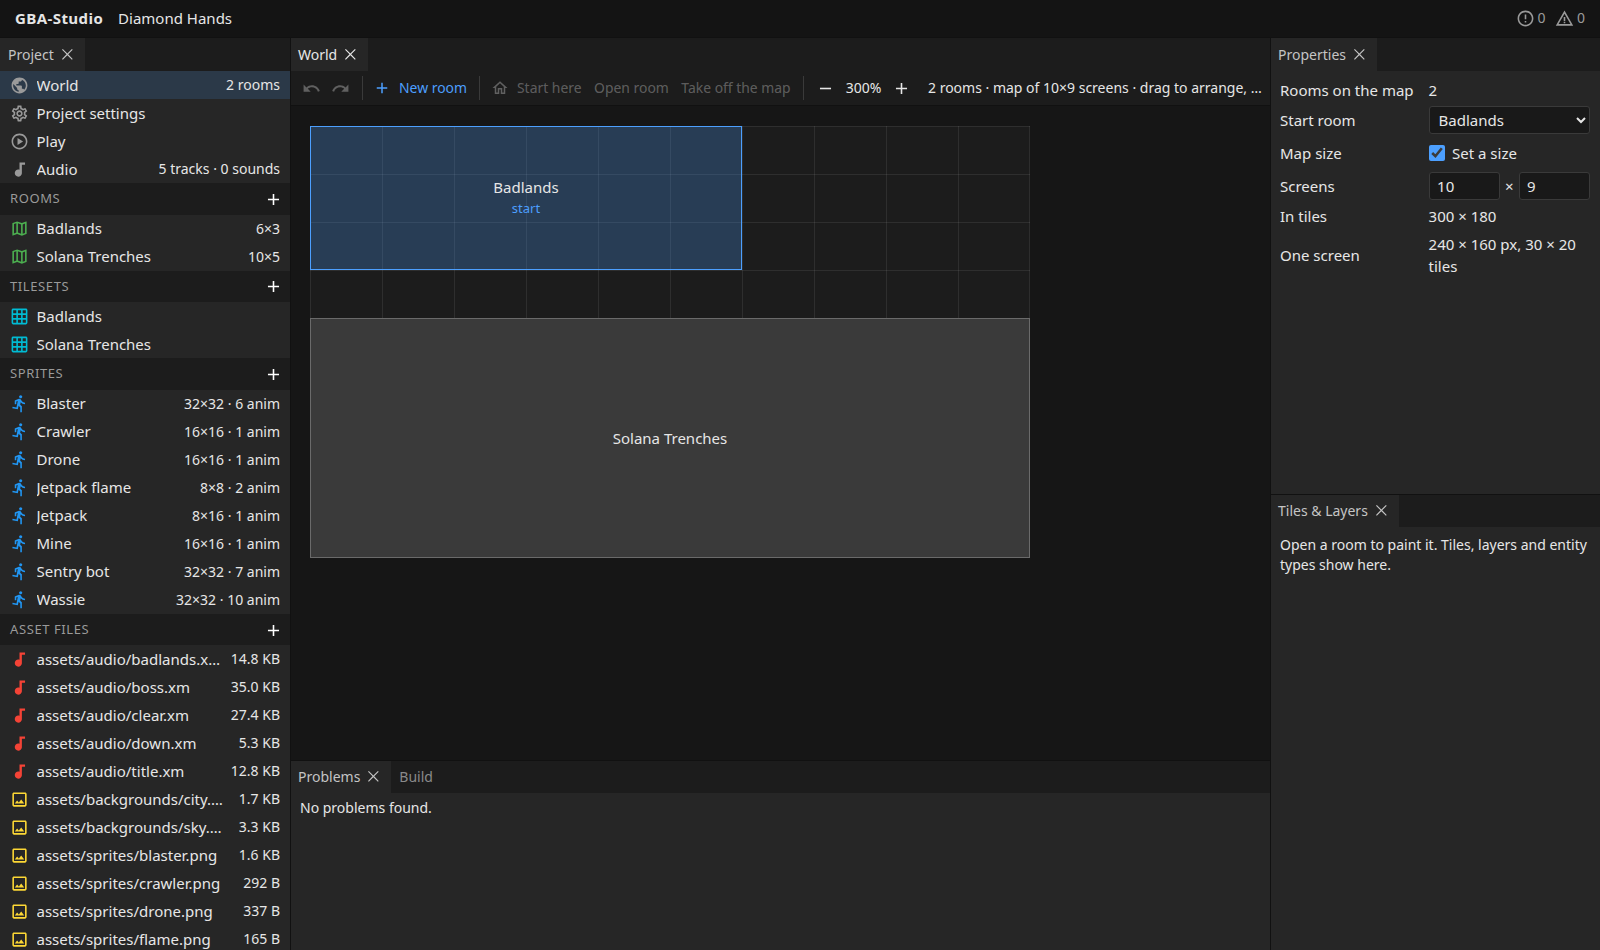 GBA-Studio Diamond Hands 0 0
Project
World 2 rooms
Project settings
Play
Audio 5 tracks · 0 sounds
ROOMS
Badlands 6×3
Solana Trenches 10×5
TILESETS
Badlands
Solana Trenches
SPRITES
Blaster 32×32 · 6 anim
Crawler 16×16 · 1 anim
Drone 16×16 · 1 anim
Jetpack flame 8×8 · 2 anim
Jetpack 8×16 · 1 anim
Mine 16×16 · 1 anim
Sentry bot 32×32 · 7 anim
Wassie 32×32 · 10 anim
ASSET FILES
assets/audio/badlands.x... 14.8 KB
assets/audio/boss.xm 35.0 KB
assets/audio/clear.xm 27.4 KB
assets/audio/down.xm 5.3 KB
assets/audio/title.xm 12.8 KB
assets/backgrounds/city.... 1.7 KB
assets/backgrounds/sky.... 3.3 KB
assets/sprites/blaster.png 1.6 KB
assets/sprites/crawler.png 292 B
assets/sprites/drone.png 337 B
assets/sprites/flame.png 165 B
World
New room Start here Open room Take off the map 300% 2 rooms · map of 10×9 screens · drag to arrange, ...
Badlands
start
Solana Trenches
Problems Build
No problems found.
Properties
Rooms on the map 2
Start room Badlands
Map size Set a size
Screens 10 × 9
In tiles 300 × 180
One screen 240 × 160 px, 30 × 20
tiles
Tiles & Layers
Open a room to paint it. Tiles, layers and entity
types show here.